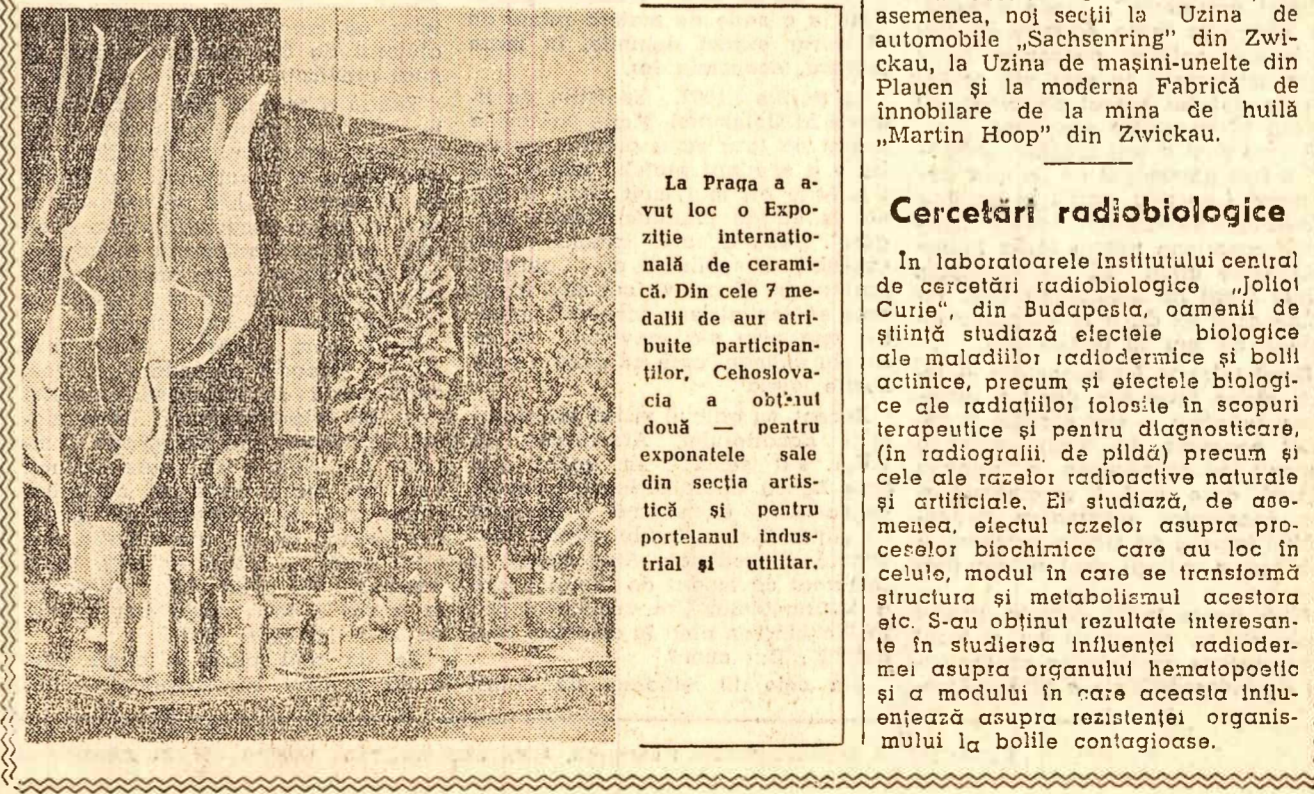 La Praga a a-
vut loc o Expo-
ziție internațio-
nală de cerami-
că. Din cele 7 me-
dalii de aur atri-
buite participan-
ților, Cehoslova-
cia a obținut
două — pentru
exponatele sale
din secția artis-
tică și pentru
porțelanul indus-
trial și utilitar.
asemenea, noi secții la Uzina de
automobile „Sachsenring" din Zwi-
ckau, la Uzina de mașini-unelte din
Plauen și la moderna Fabrică de
înnobilare de la mina de huilă
„Martin Hoop" din Zwickau.
Cercetări radiobiologice
In laboratoarele Institutului central
de cercetări radiobiologice „Joliot
Curie", din Budapesta, oamenii de
știință studiază efectele biologice
ale maladiilor radiodermice și bolii
actinice, precum și efectele biologi-
ce ale radiațiilor folosite în scopuri
terapeutice și pentru diagnosticare,
(în radiografii, de pildă) precum și
cele ale razelor radioactive naturale
și artificiale. Ei studiază, de ase-
menea, efectul razelor asupra pro-
ceselor biochimice care au loc în
celule, modul în care se transformă
structura și metabolismul acestora
etc. S-au obținut rezultate interesan-
te în studierea influenței radioder-
mei asupra organului hematopoetic
și a modului în care aceasta influ-
ențează asupra rezistenței organis-
mului la bolile contagioase.